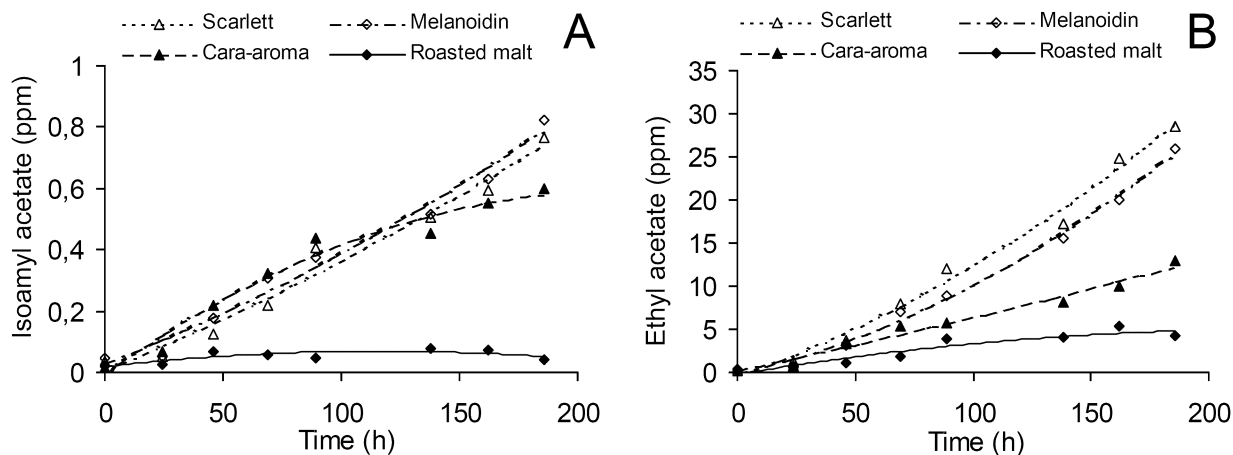 Scarlett Melanoidin
Cara-aroma Roasted malt
A
Isoamyl acetate (ppm)
1
0,8
0,6
0,4
0,2
0
0 50 100 150 200
Time (h)
Scarlett Melanoidin
Cara-aroma Roasted malt
B
Ethyl acetate (ppm)
35
30
25
20
15
10
5
0
0 50 100 150 200
Time (h)